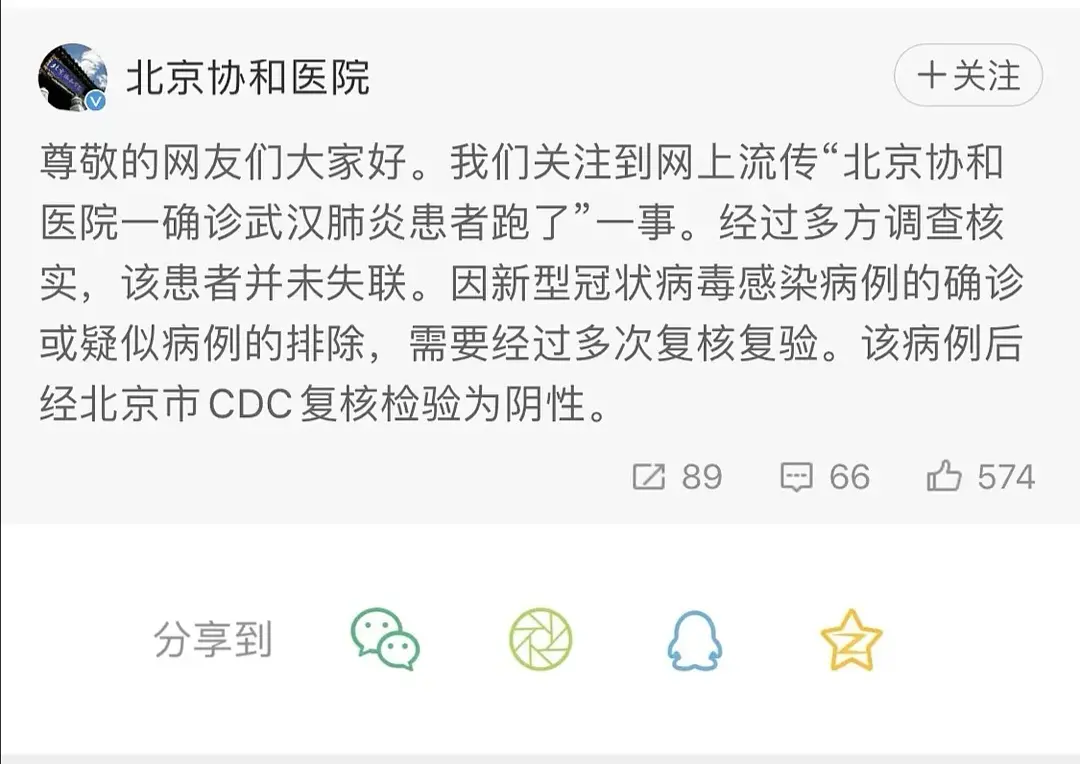 北京协和医院
+关注
尊敬的网友们大家好。我们关注到网上流传“北京协和
医院一确诊武汉肺炎患者跑了”一事。经过多方调查核
实，该患者并未失联。因新型冠状病毒感染病例的确诊
或疑似病例的排除，需要经过多次复核复验。该病例后
经北京市CDC复核检验为阴性。
89 66 574
分享到